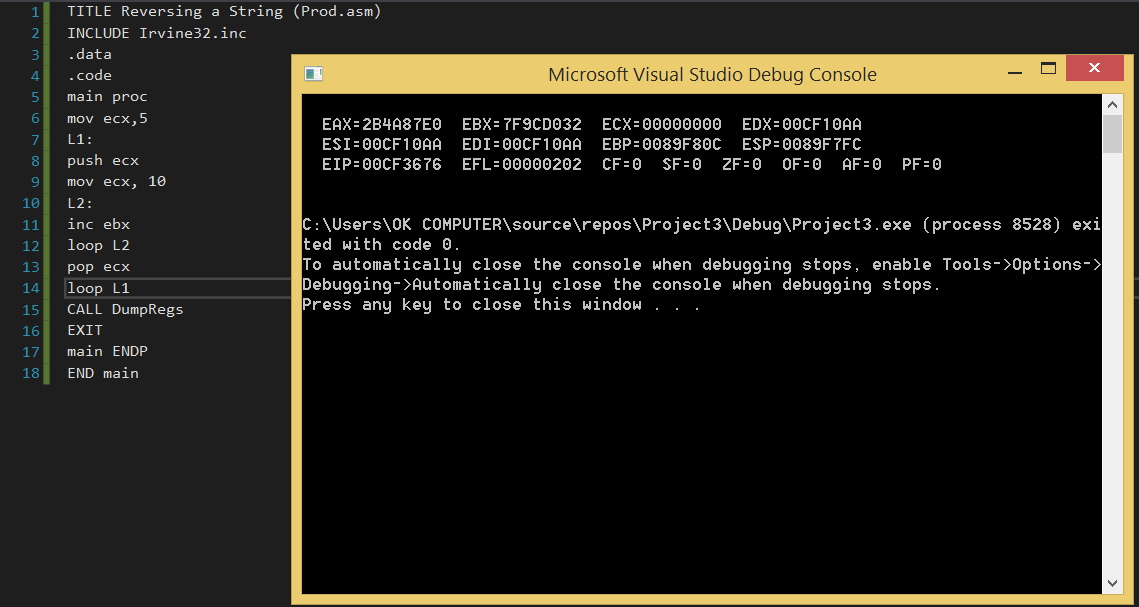 1 TITLE Reversing a String (Prod.asm)
2 INCLUDE Irvine32.inc
3 .data
4 .code
5 main proc
6 mov ecx,5
7 L1:
8 push ecx
9 mov ecx, 10
10 L2:
11 inc ebx
12 loop L2
13 pop ecx
14 loop L1
15 CALL DumpRegs
16 EXIT
17 main ENDP
18 END main
Microsoft Visual Studio Debug Console
EAX=2B4A87E0 EBX=7F9CD032 ECX=00000000 EDX=00CF10AA
ESI=00CF10AA EDI=00CF10AA EBP=0089F80C ESP=0089F7FC
EIP=00CF3676 EFL=00000202 CF=0 SF=0 ZF=0 OF=0 AF=0 PF=0
C:\Users\OK COMPUTER\source\repos\Project3\Debug\Project3.exe (process 8528) exi
ted with code 0.
To automatically close the console when debugging stops, enable Tools->Options->
Debugging->Automatically close the console when debugging stops.
Press any key to close this window . . .